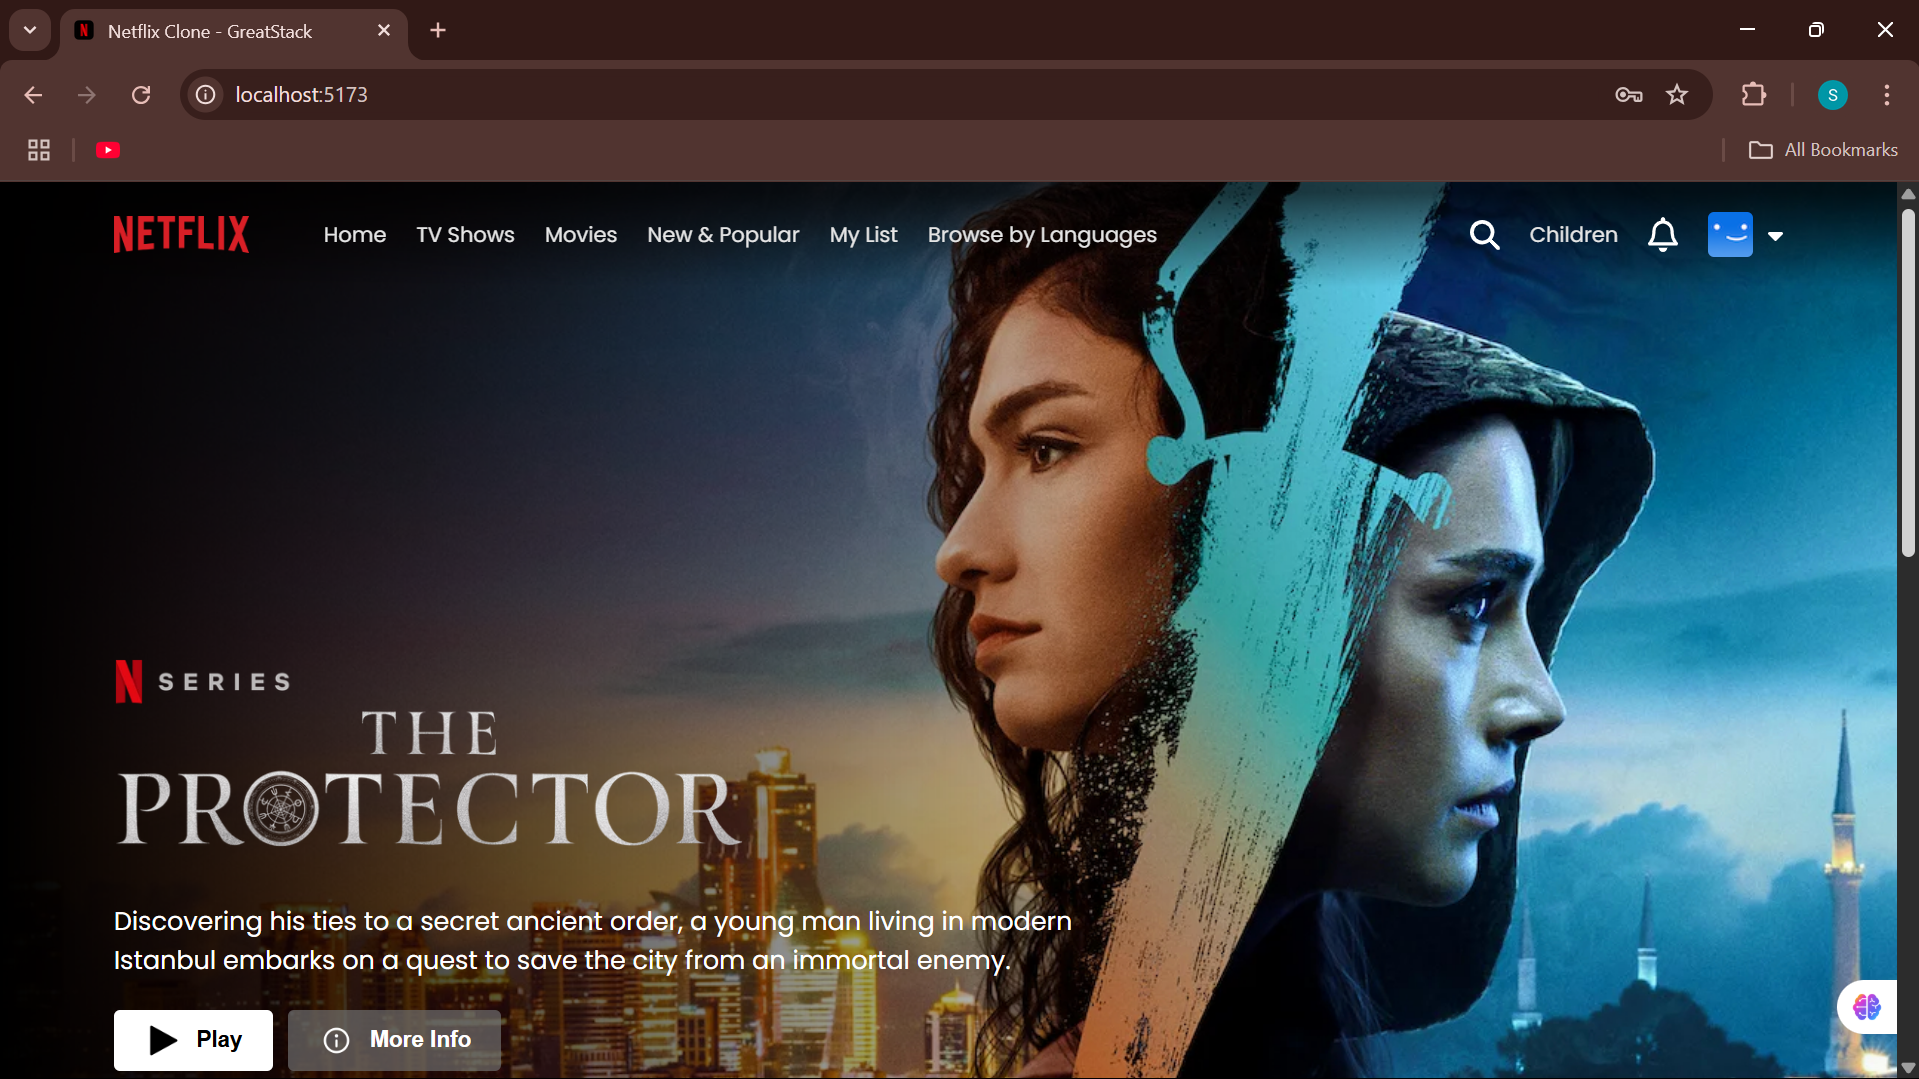 Netflix Clone - GreatStack
localhost:5173
S
All Bookmarks
NETFLIX Home TV Shows Movies New & Popular My List Browse by Languages Children
N SERIES
THE
PROTECTOR
Discovering his ties to a secret ancient order, a young man living in modern
Istanbul embarks on a quest to save the city from an immortal enemy.
Play More Info